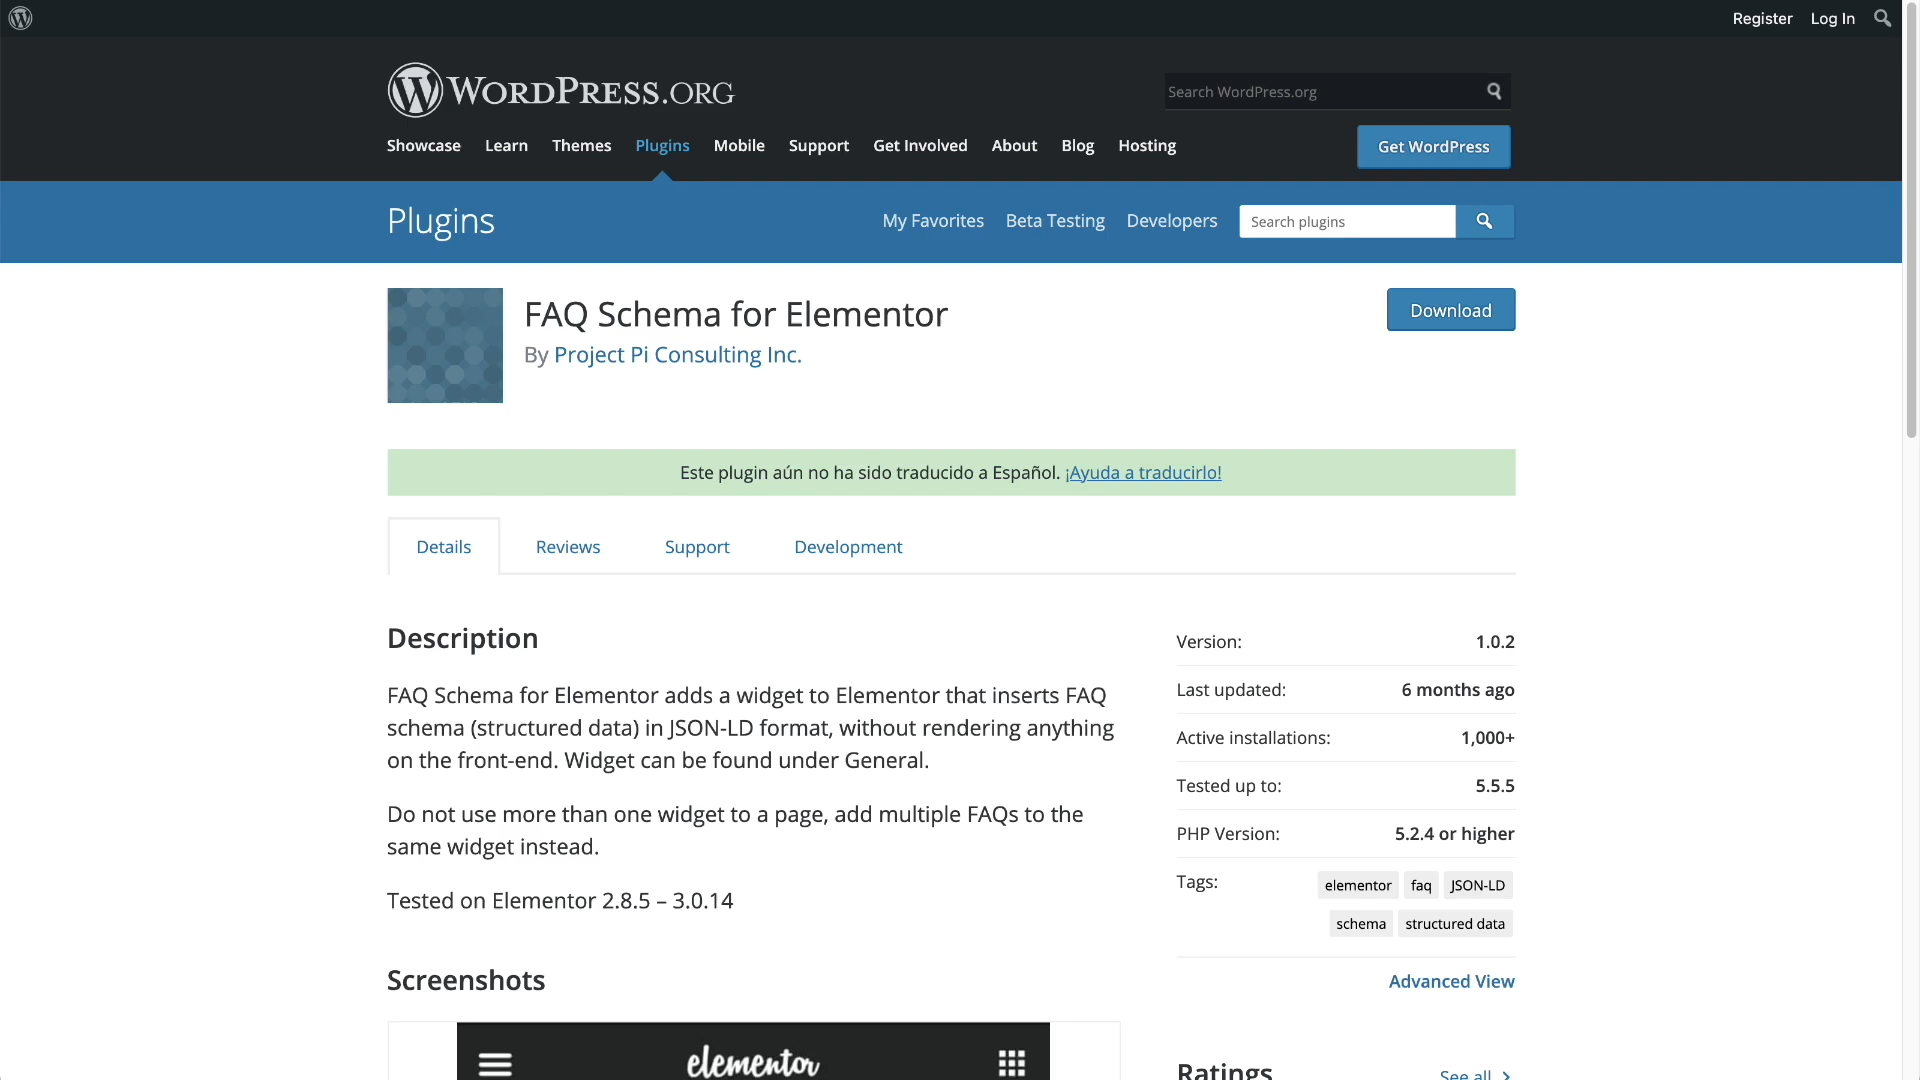 Register Log In
WORDPRESS.ORG
Search WordPress.org
Showcase Learn Themes Plugins Mobile Support Get Involved About Blog Hosting
Get WordPress
Plugins
My Favorites Beta Testing Developers
Search plugins
FAQ Schema for Elementor
By Project Pi Consulting Inc.
Download
Este plugin aún no ha sido traducido a Español. ¡Ayuda a traducirlo!
Details Reviews Support Development
Description
FAQ Schema for Elementor adds a widget to Elementor that inserts FAQ
schema (structured data) in JSON-LD format, without rendering anything
on the front-end. Widget can be found under General.
Do not use more than one widget to a page, add multiple FAQs to the
same widget instead.
Tested on Elementor 2.8.5 – 3.0.14
Screenshots
elementor
Version: 1.0.2
Last updated: 6 months ago
Active installations: 1,000+
Tested up to: 5.5.5
PHP Version: 5.2.4 or higher
Tags: elementor faq JSON-LD
schema structured data
Advanced View
Ratings
See all